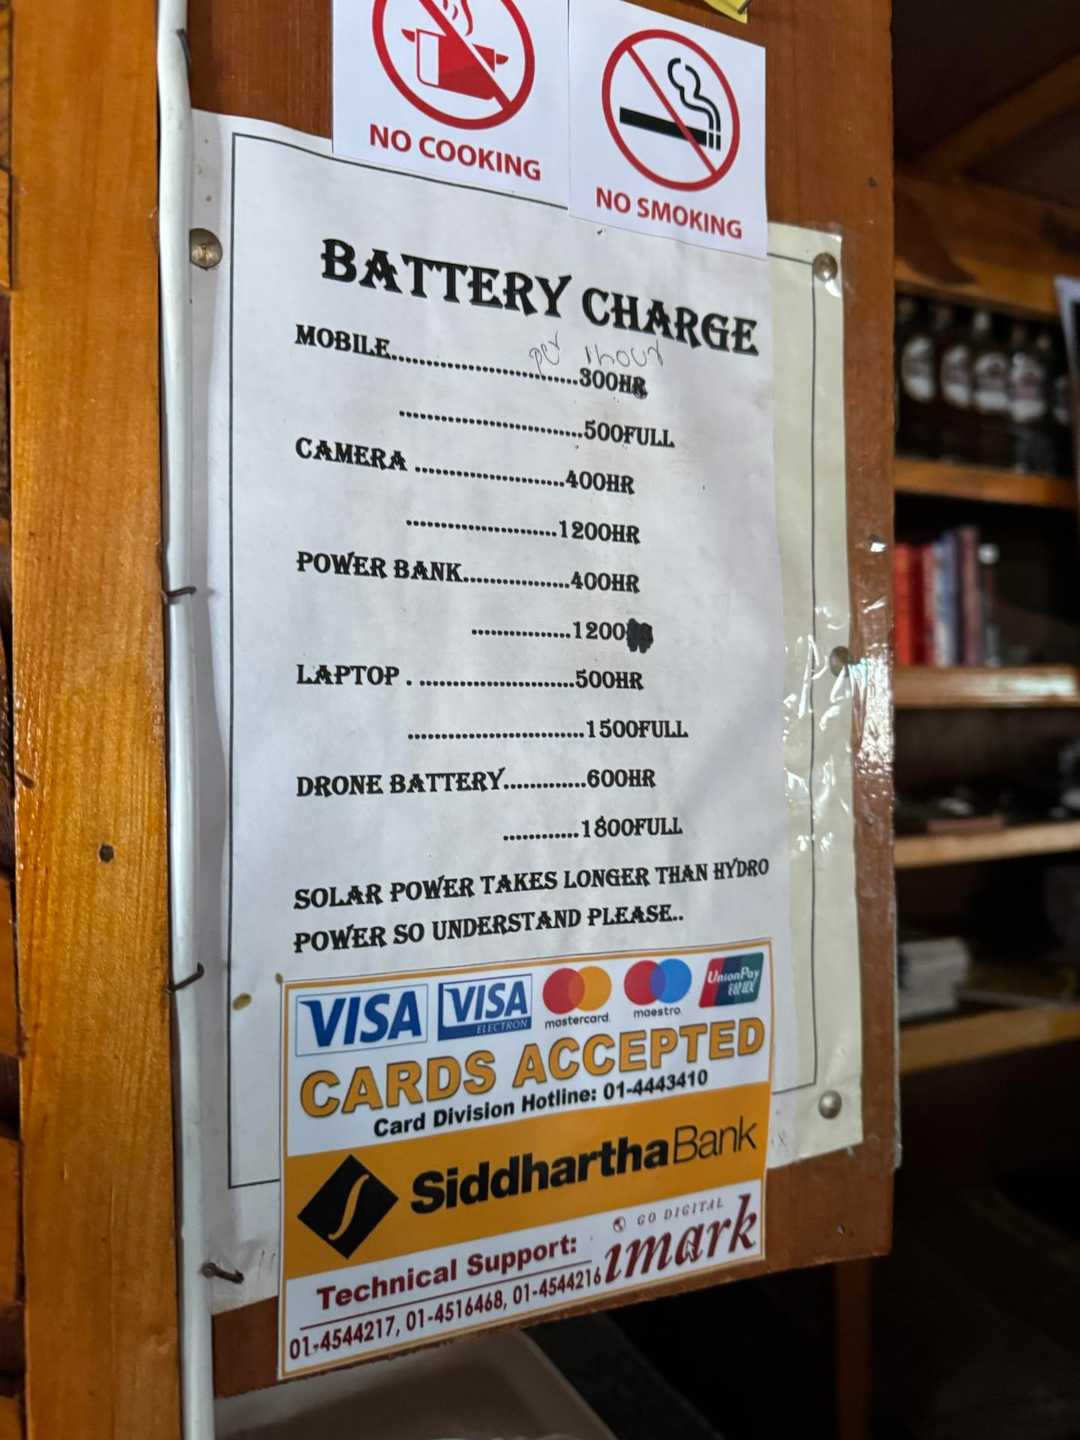 NO COOKING
NO SMOKING
BATTERY CHARGE
per 1hour
MOBILE..............................300HR
..............................500FULL
CAMERA ........................400HR
........................1200HR
POWER BANK.................400HR
................1200
LAPTOP . .........................500HR
............................1500FULL
DRONE BATTERY.............600HR
............1800FULL
SOLAR POWER TAKES LONGER THAN HYDRO
POWER SO UNDERSTAND PLEASE..
VISA VISA ELECTRON mastercard. maestro. UnionPay 银联
CARDS ACCEPTED
Card Division Hotline: 01-4443410
Siddhartha Bank
GO DIGITAL
imark
Technical Support:
01-4544217, 01-4516468, 01-4544216